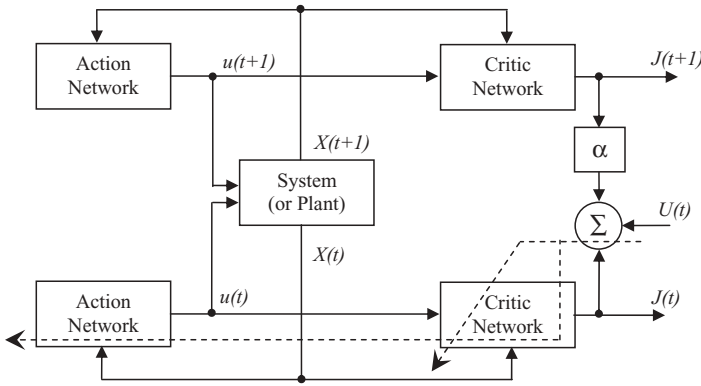 Action
Network
u(t+1)
Critic
Network
J(t+1)
X(t+1)
α
System
(or Plant)
Σ
U(t)
X(t)
Action
Network
u(t)
Critic
Network
J(t)